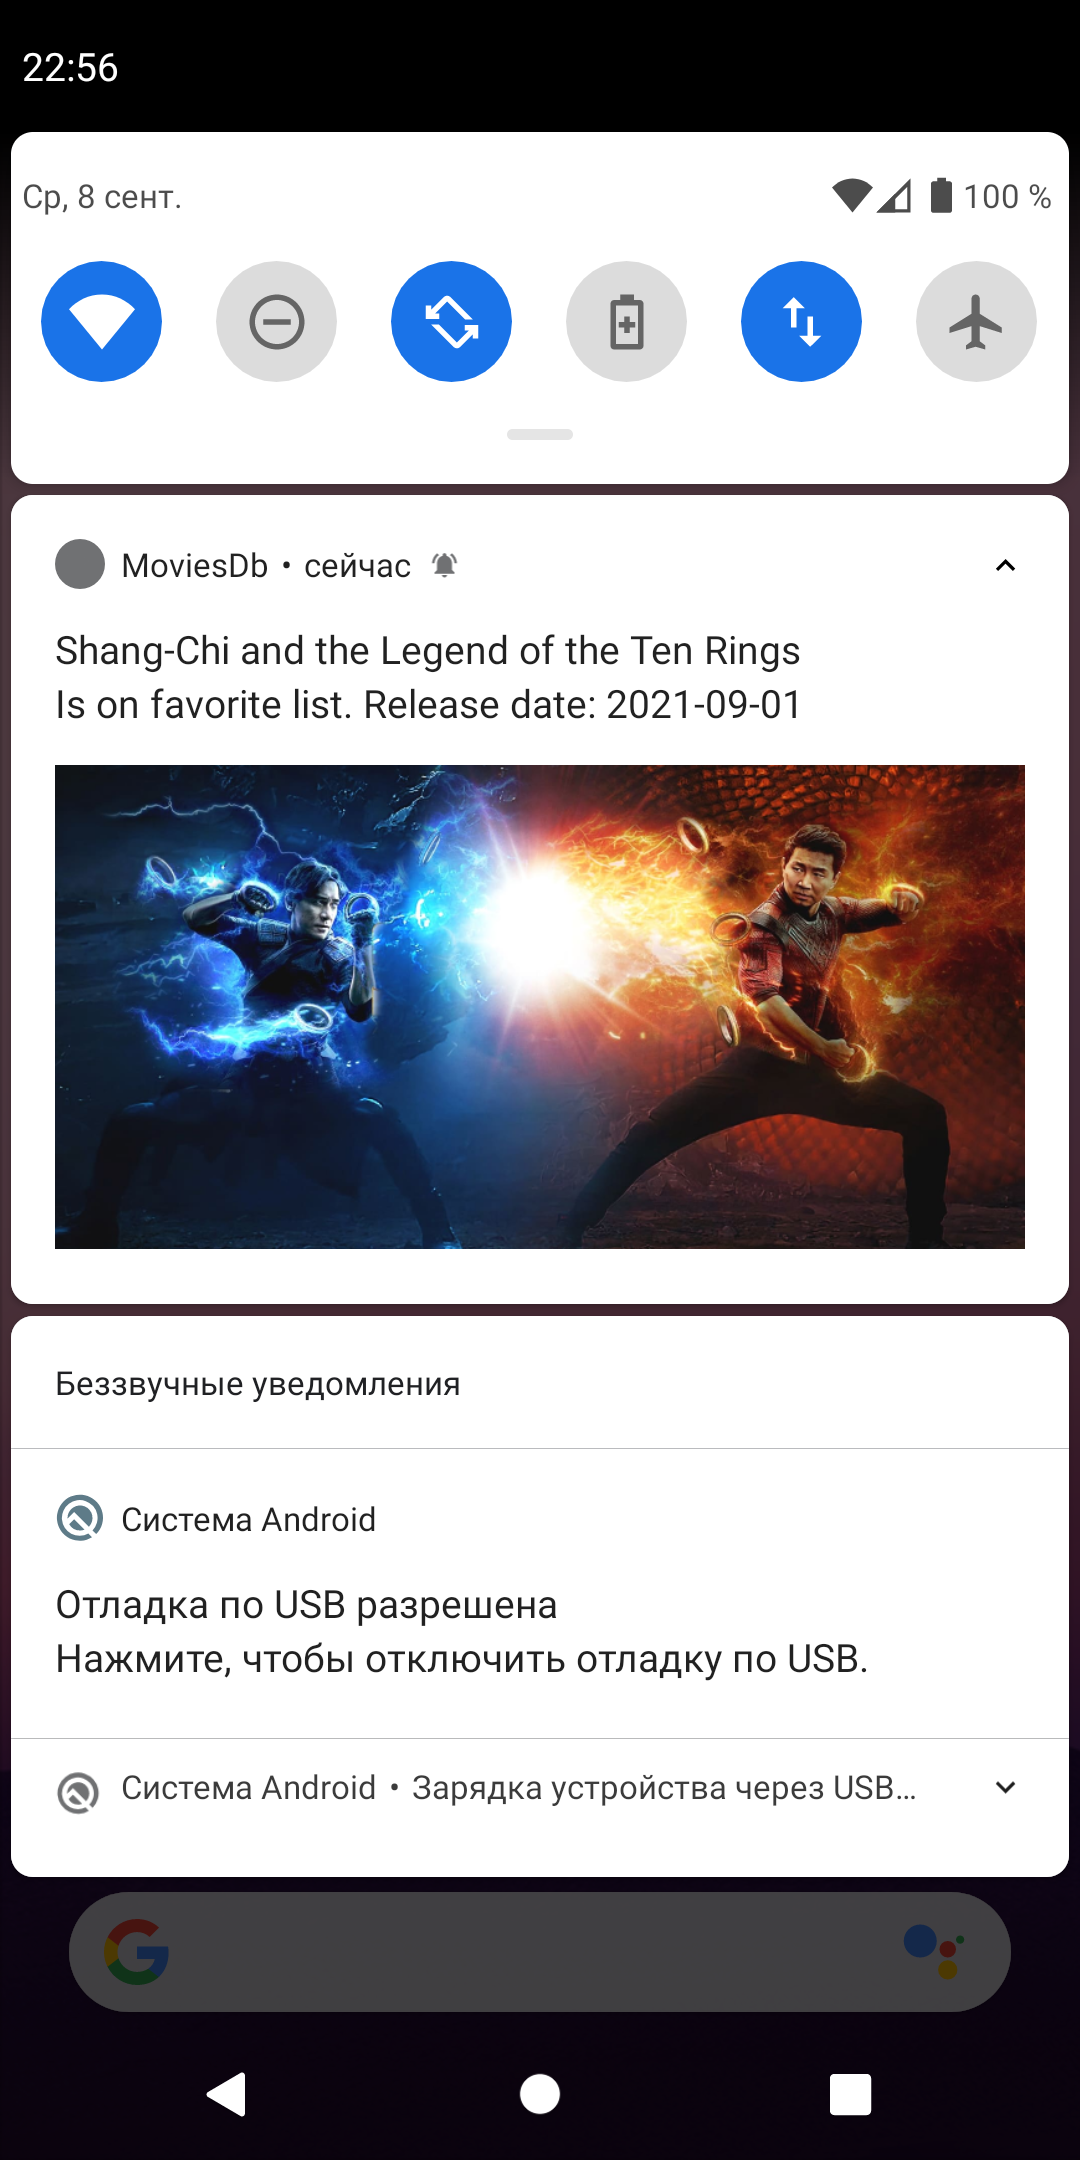 22:56
Ср, 8 сент.
100 %
MoviesDb • сейчас
Shang-Chi and the Legend of the Ten Rings
Is on favorite list. Release date: 2021-09-01
Беззвучные уведомления
Система Android
Отладка по USB разрешена
Нажмите, чтобы отключить отладку по USB.
Система Android • Зарядка устройства через USB…